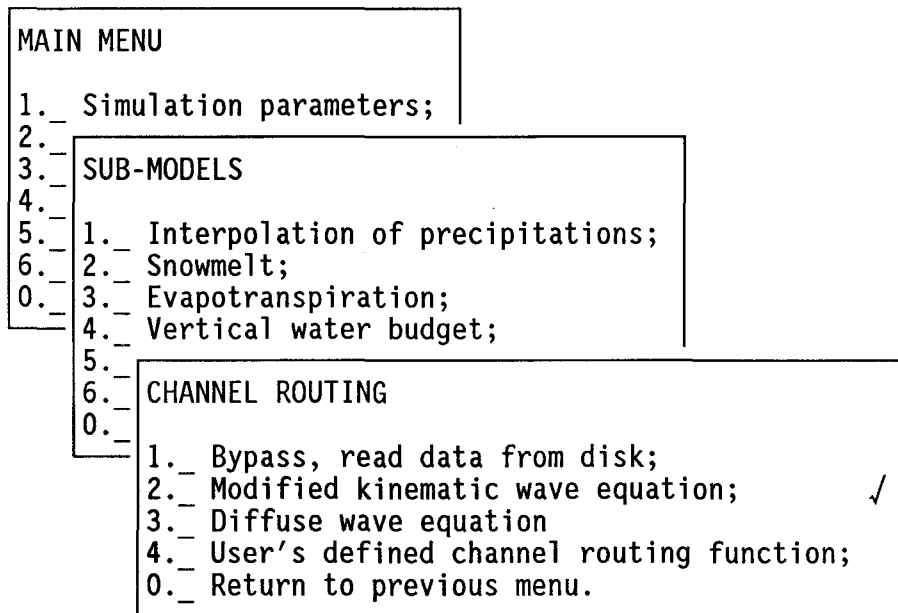 MAIN MENU
1._ Simulation parameters;
2._
3._
4._
5._
6._
0._
SUB-MODELS
1._ Interpolation of precipitations;
2._ Snowmelt;
3._ Evapotranspiration;
4._ Vertical water budget;
5._
6._
0._
CHANNEL ROUTING
1._ Bypass, read data from disk;
2._ Modified kinematic wave equation; √
3._ Diffuse wave equation
4._ User's defined channel routing function;
0._ Return to previous menu.